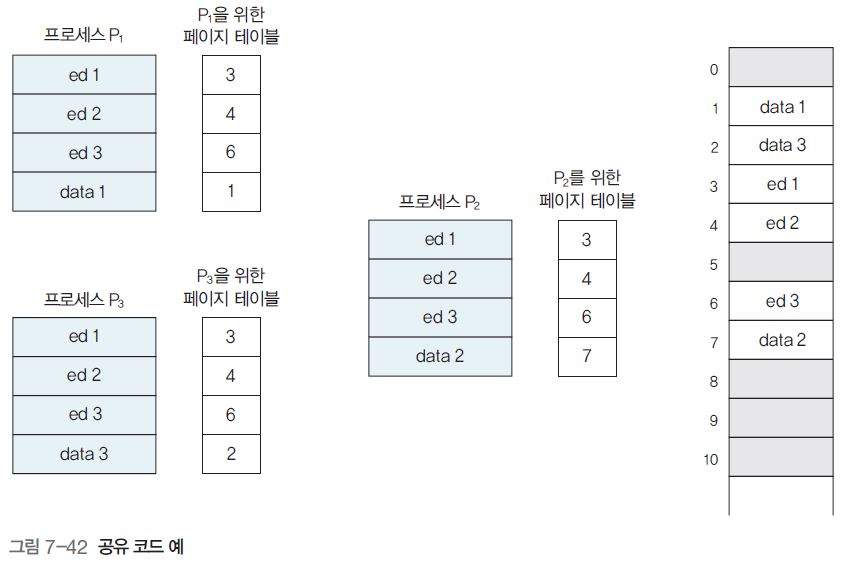 프로세스 P1
P1을 위한
페이지 테이블
ed 1
3
ed 2
4
ed 3
6
data 1
1
프로세스 P3
P3을 위한
페이지 테이블
ed 1
3
ed 2
4
ed 3
6
data 3
2
프로세스 P2
P2를 위한
페이지 테이블
ed 1
3
ed 2
4
ed 3
6
data 2
7
0
1 data 1
2 data 3
3 ed 1
4 ed 2
5
6 ed 3
7 data 2
8
9
10
그림 7-42 공유 코드 예